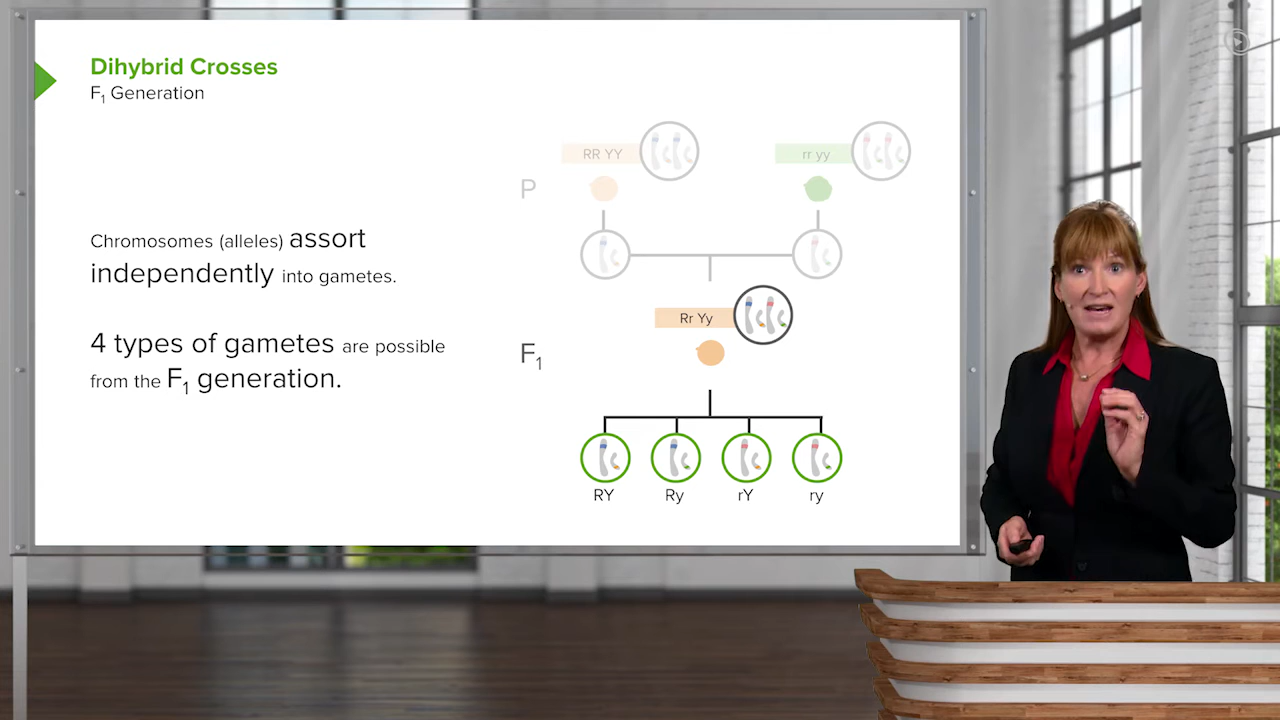 Dihybrid Crosses
F₁ Generation
RR YY
rr yy
P
Chromosomes (alleles) assort
independently into gametes.
Rr Yy
F₁
4 types of gametes are possible
from the F₁ generation.
RY Ry rY ry